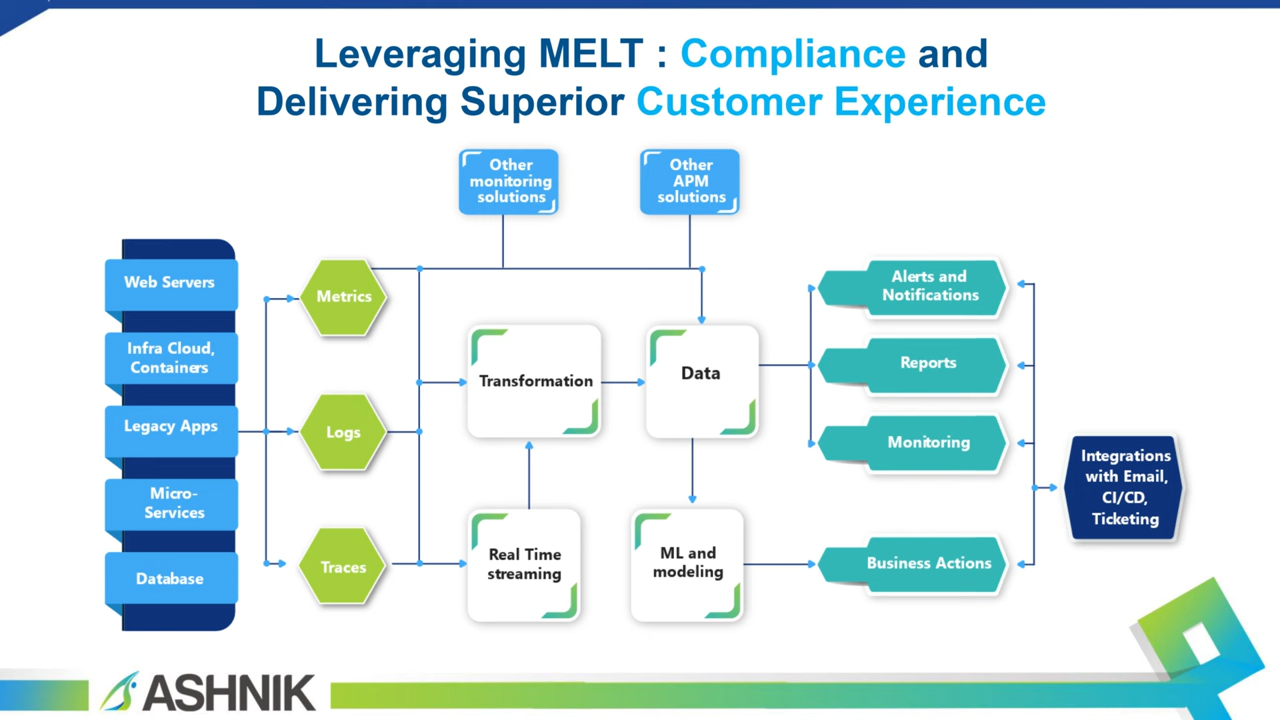 Leveraging MELT : Compliance and
Delivering Superior Customer Experience
Other
monitoring
solutions
Other
APM
solutions
Web Servers
Infra Cloud,
Containers
Legacy Apps
Micro-
Services
Database
Metrics
Logs
Traces
Transformation
Real Time
streaming
Data
ML and
modeling
Alerts and
Notifications
Reports
Monitoring
Business Actions
Integrations
with Email,
CI/CD,
Ticketing
ASHNIK